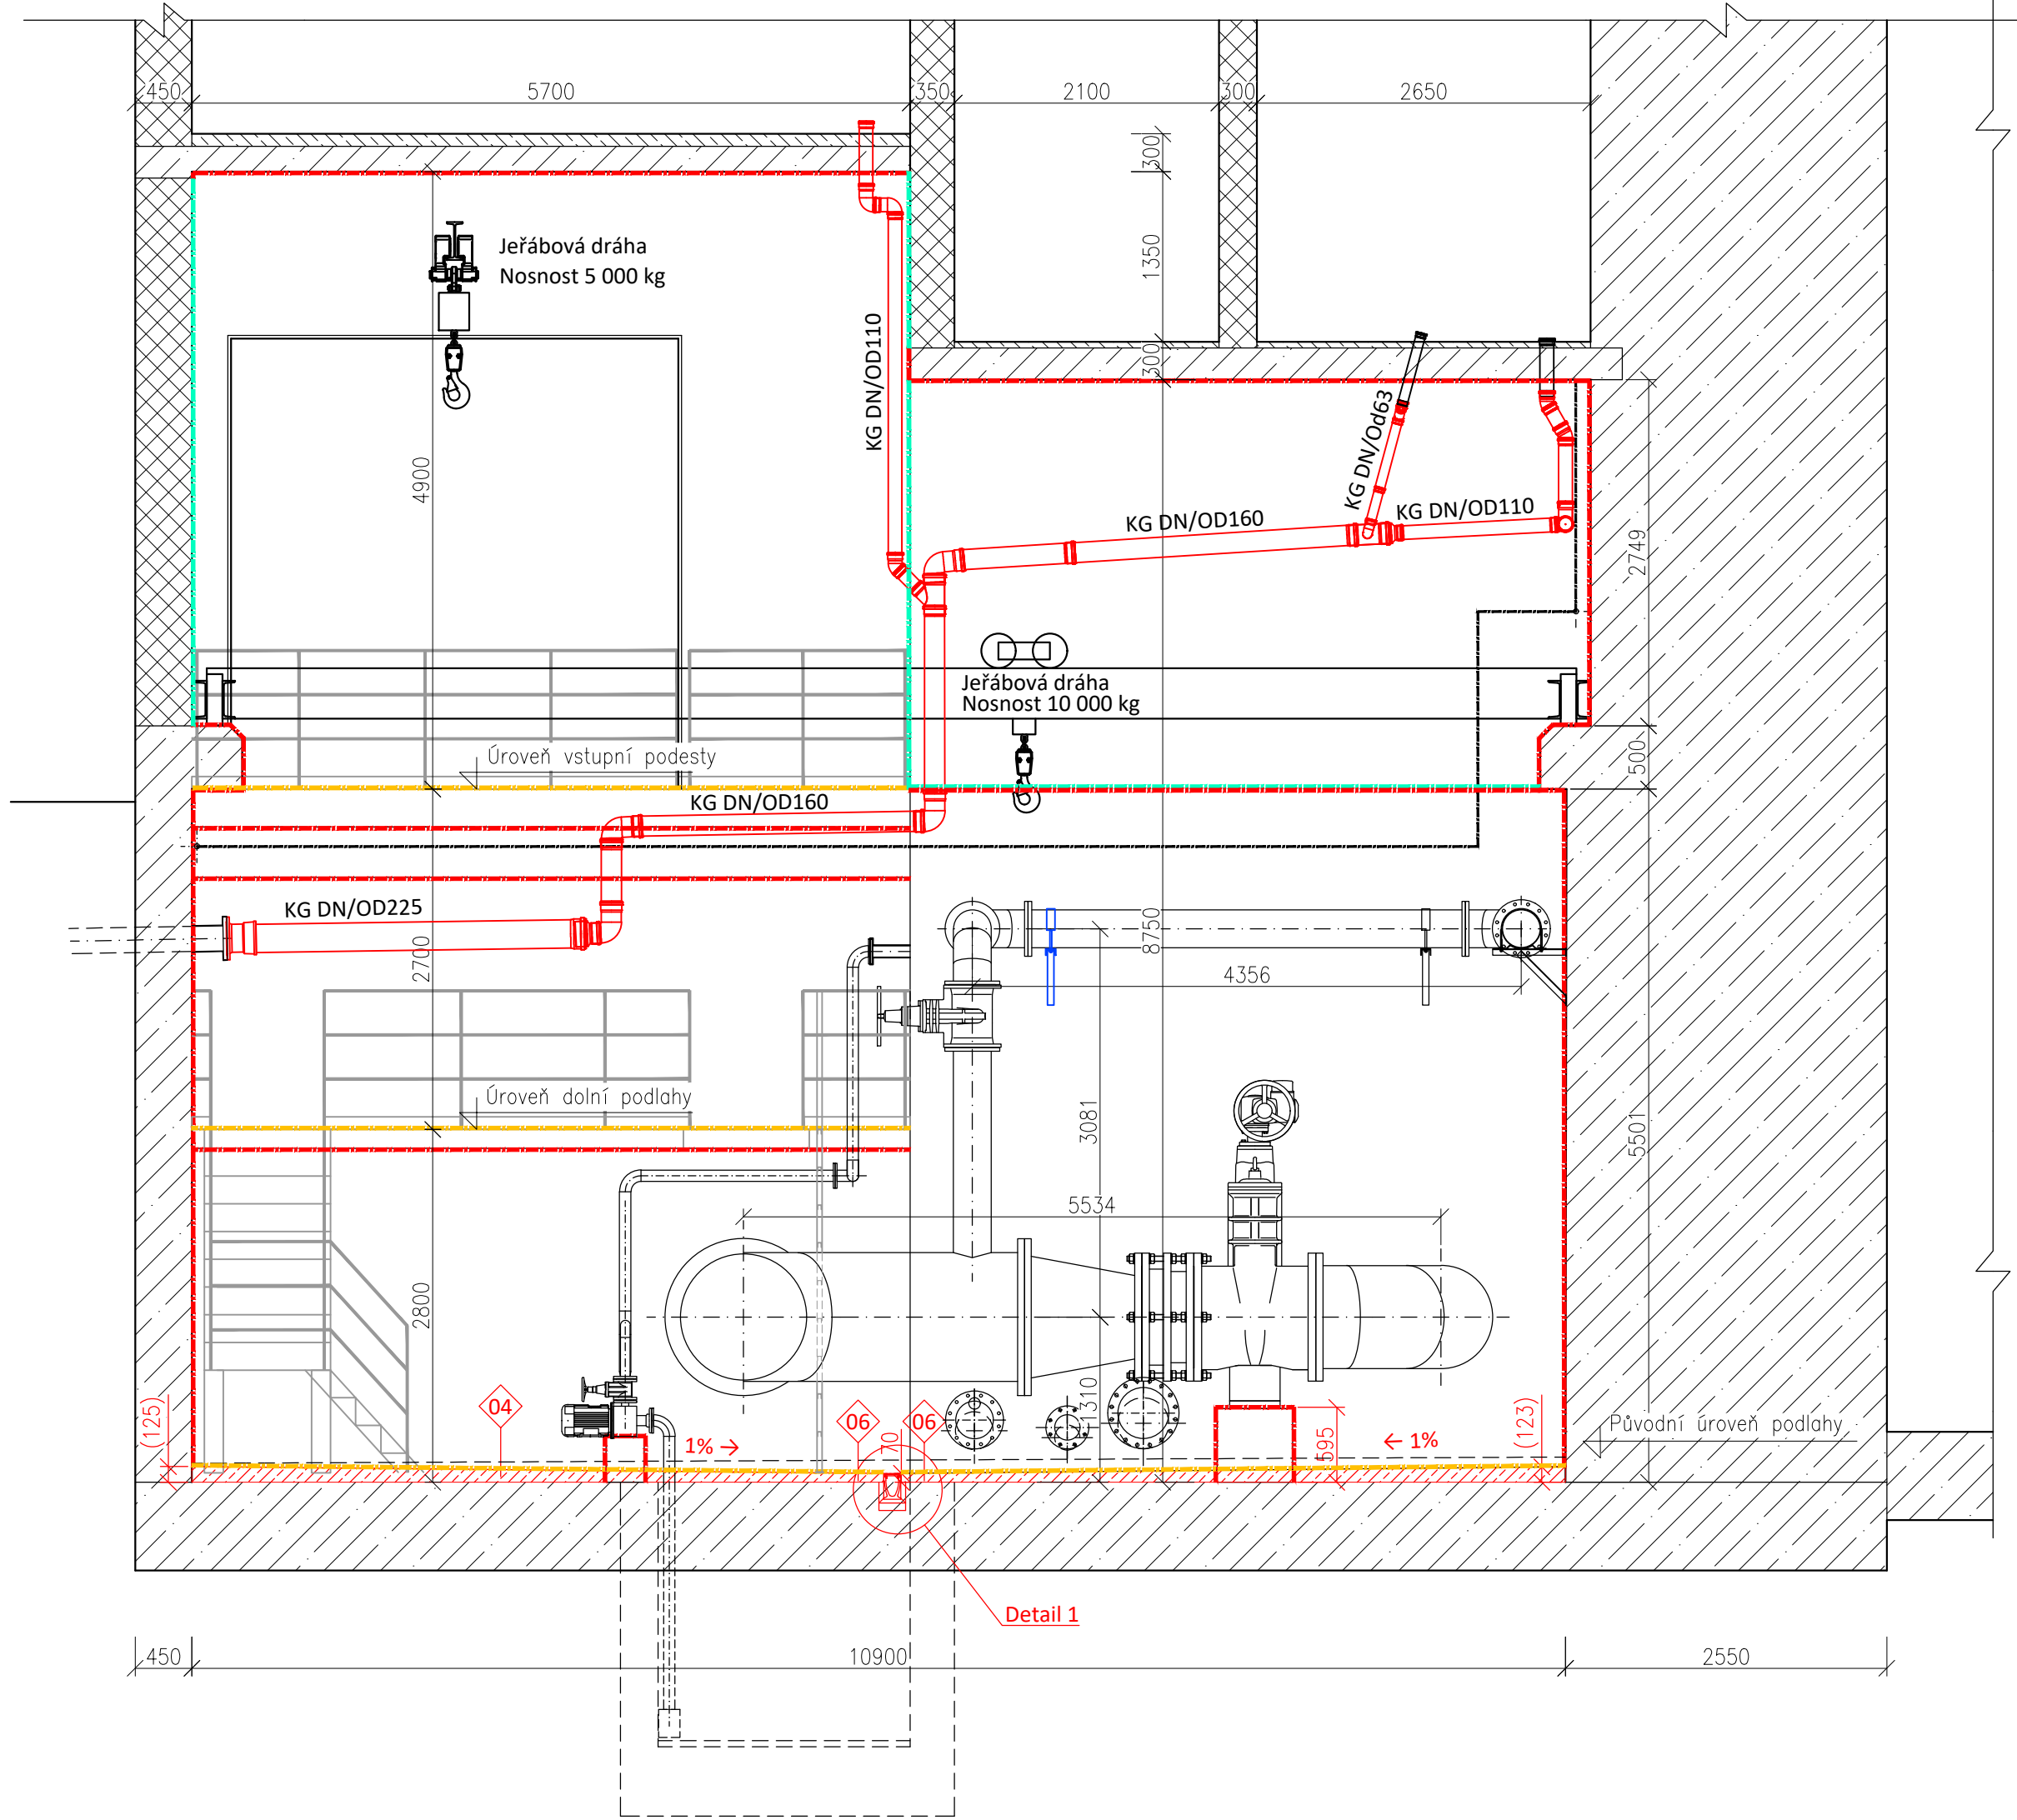 450
5700
350
2100
300
2650
300
1350
300
Jeřábová dráha
Nosnost 5 000 kg
KG DN/OD110
KG DN/Od63
KG DN/OD160
KG DN/OD110
4900
2749
Jeřábová dráha
Nosnost 10 000 kg
Úroveň vstupní podesty
500
KG DN/OD160
KG DN/OD225
2700
8750
4356
Úroveň dolní podlahy
3081
5501
5534
2800
1310
(125)
04
06
06
70
1% →
← 1%
595
(123)
Původní úroveň podlahy
Detail 1
450
10900
2550